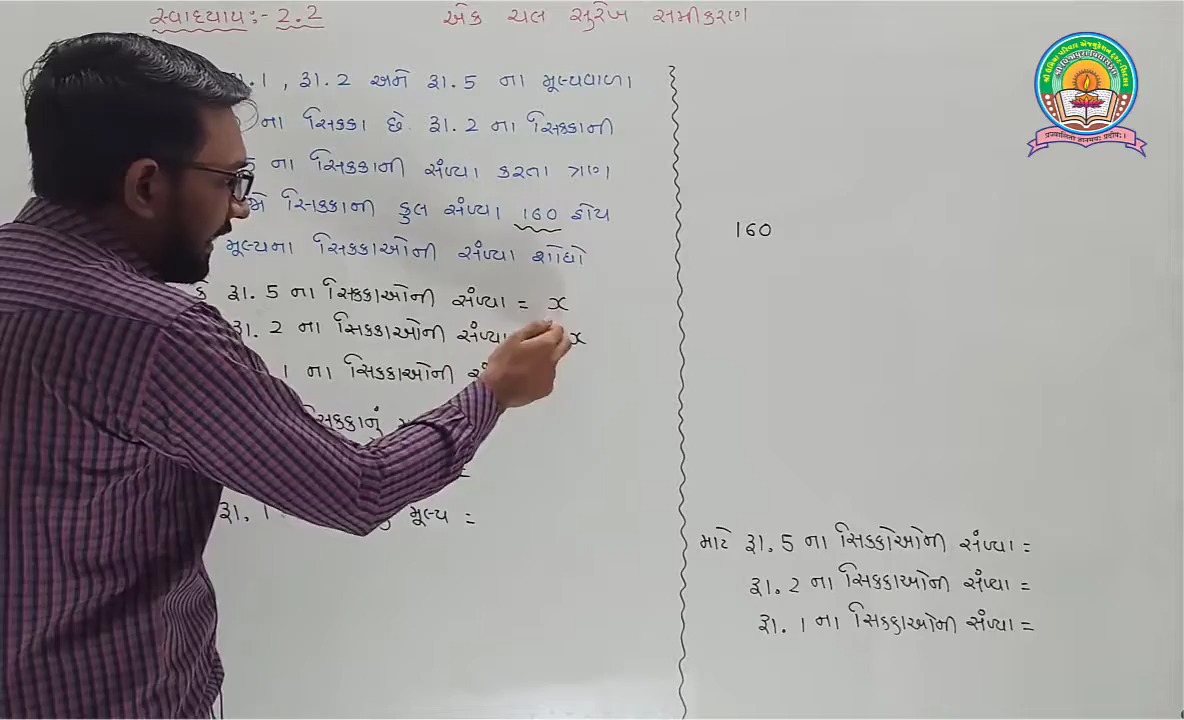 સ્વાધ્યાય:- 2.2 એક ચલ સુરેખ સમીકરણ
.1 , રૂા.2 અને રૂા.5 ના મૂલ્યવાળા
ના સિક્કા છે. રૂા.2 ના સિક્કાની
ના સિક્કાની સંખ્યા કરતા ત્રણ
સિક્કાની કુલ સંખ્યા 160 હોય
મૂલ્યના સિક્કાઓની સંખ્યા શોધો
કે રૂા. 5 ના સિક્કાઓની સંખ્યા = x
રૂા. 2 ના સિક્કાઓની x
1 ના સિક્કાઓની
સિક્કાનું
=
રૂા. 1 મૂલ્ય =
160
માટે રૂા. 5 ના સિક્કાઓની સંખ્યા =
રૂા. 2 ના સિક્કાઓની સંખ્યા =
રૂા. 1 ના સિક્કાઓની સંખ્યા =